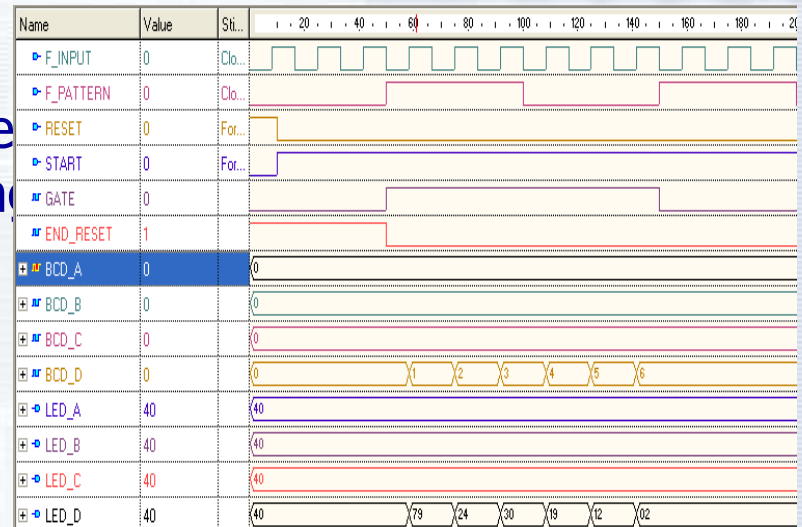 Name Value Sti... 20 40 60 80 100 120 140 160 180 20
F_INPUT 0 Clo...
F_PATTERN 0 Clo...
e
RESET 0 For...
START 0 For...
GATE 0
END_RESET 1
BCD_A 0 0
BCD_B 0 0
BCD_C 0 0
BCD_D 0 0 1 2 3 4 5 6
LED_A 40 40
LED_B 40 40
LED_C 40 40
LED_D 40 40 79 24 30 19 12 02